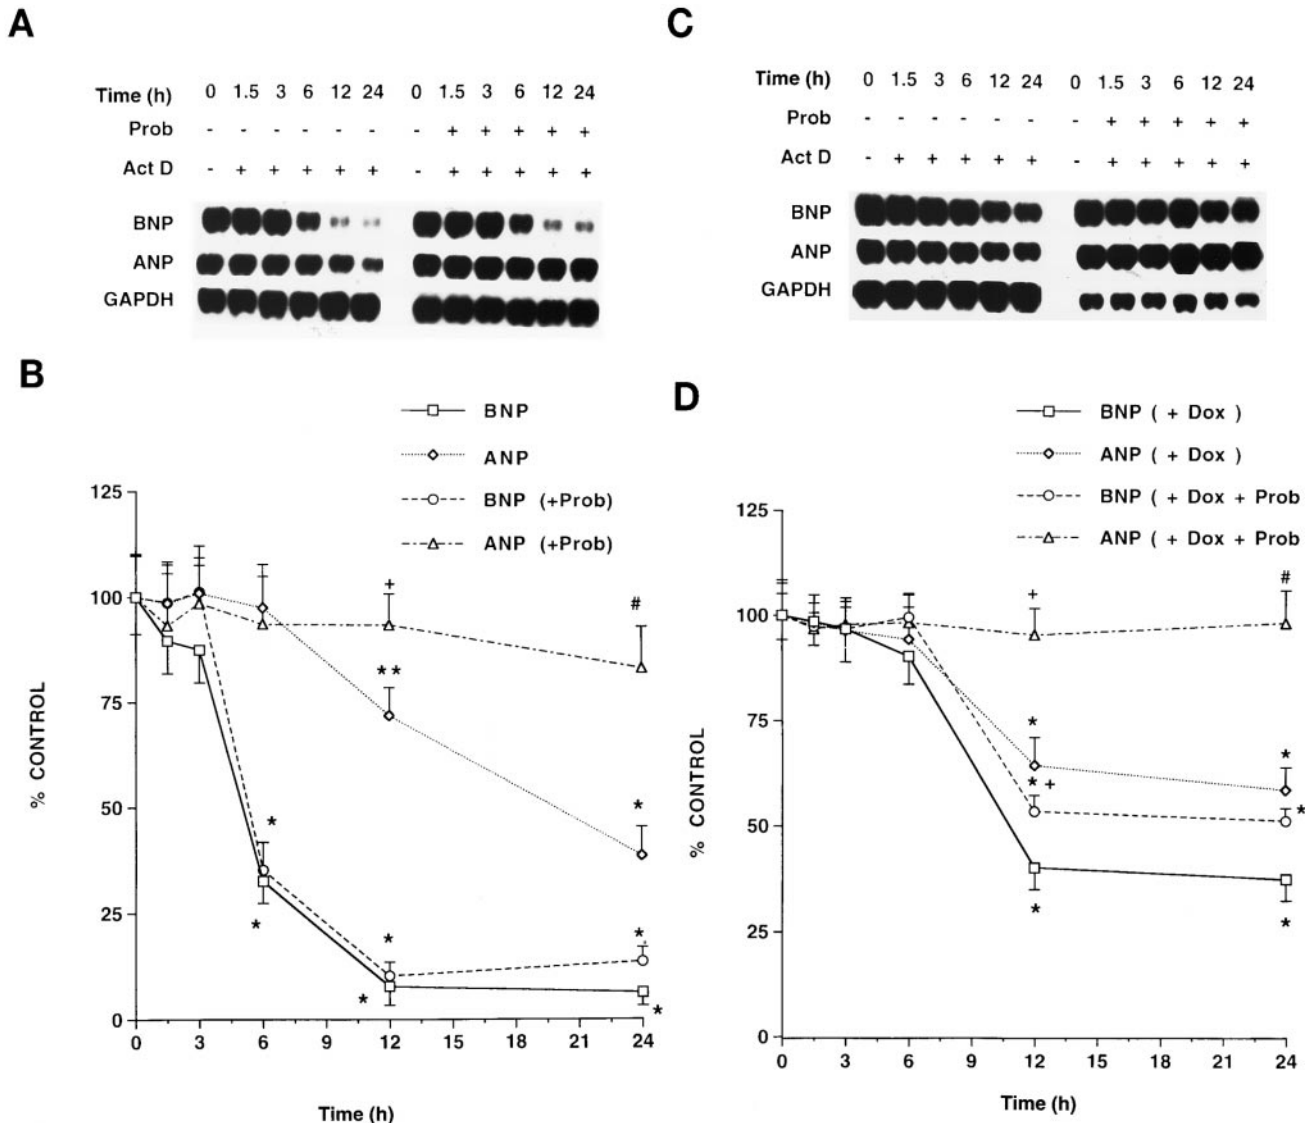 A
Time (h) 0 1.5 3 6 12 24 0 1.5 3 6 12 24
Prob - - - - - - - + + + + +
Act D - + + + + + - + + + + +
BNP
ANP
GAPDH
C
Time (h) 0 1.5 3 6 12 24 0 1.5 3 6 12 24
Prob - - - - - - - + + + + +
Act D - + + + + + - + + + + +
BNP
ANP
GAPDH
B
BNP
ANP
BNP (+Prob)
ANP (+Prob)
125
100
75
50
25
0
% CONTROL
+
#
* *
*
*
*
*
*
*
*
0 3 6 9 12 15 18 21 24
Time (h)
D
BNP ( + Dox )
ANP ( + Dox )
BNP ( + Dox + Prob
ANP ( + Dox + Prob
125
100
75
50
25
0
% CONTROL
+
#
*
*
* +
*
*
*
0 3 6 9 12 15 18 21 24
Time (h)